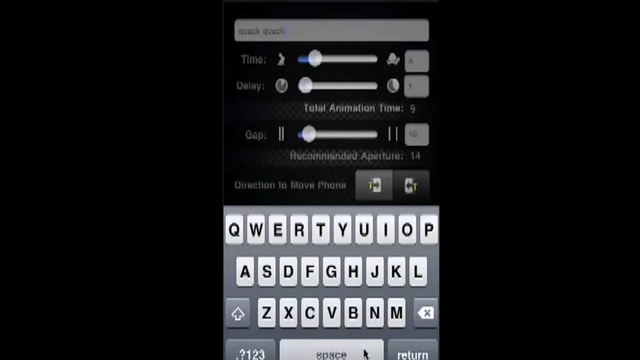 quack quack
Time:
Delay:
Total Animation Time: 9
Gap:
Recommended Aperture: 14
Direction to Move Phone
Q W E R T Y U I O P
A S D F G H J K L
Z X C V B N M
.?123 space return